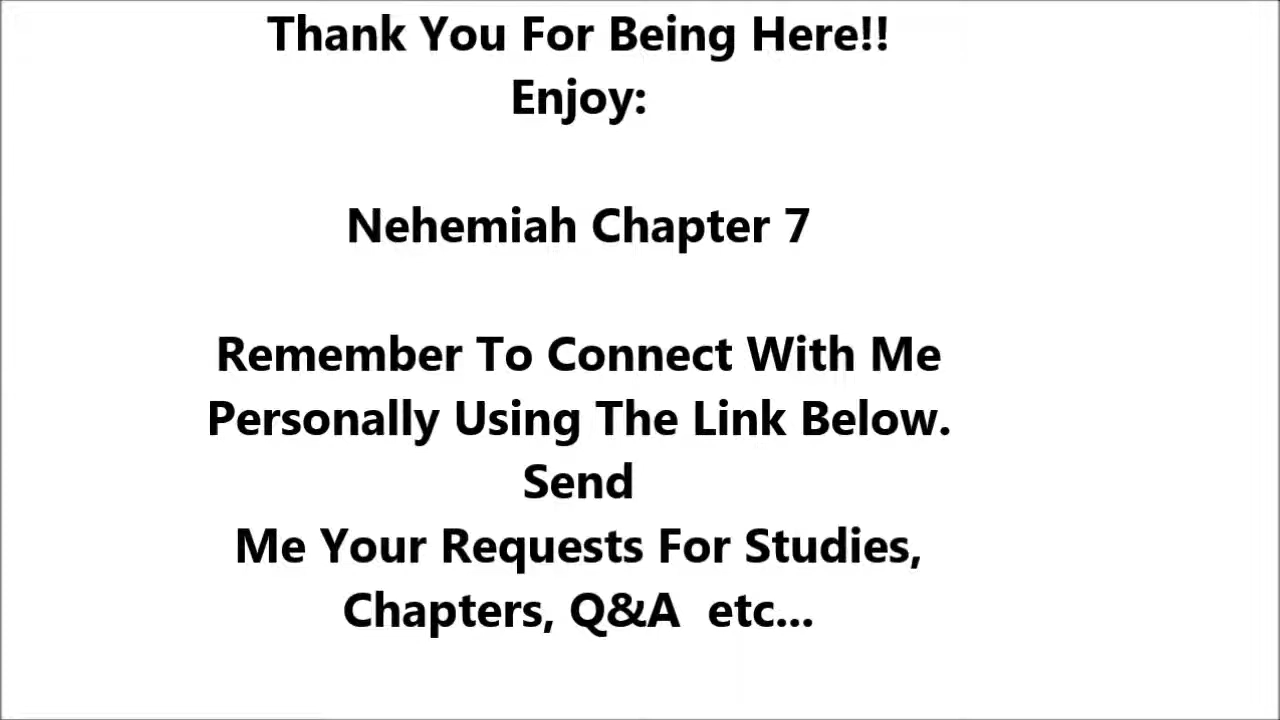 Thank You For Being Here!!
Enjoy:
Nehemiah Chapter 7
Remember To Connect With Me
Personally Using The Link Below.
Send
Me Your Requests For Studies,
Chapters, Q&A  etc...